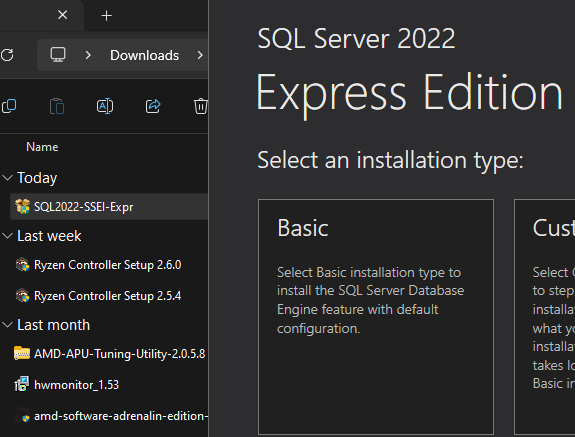 Downloads
Name
Today
SQL2022-SSEI-Expr
Last week
Ryzen Controller Setup 2.6.0
Ryzen Controller Setup 2.5.4
Last month
AMD-APU-Tuning-Utility-2.0.5.8
hwmonitor_1.53
amd-software-adrenalin-edition-
SQL Server 2022
Express Edition
Select an installation type:
Basic
Select Basic installation type to
install the SQL Server Database
Engine feature with default
configuration.
Cust
Select C
to step
installa
what yo
installa
takes lo
Basic in